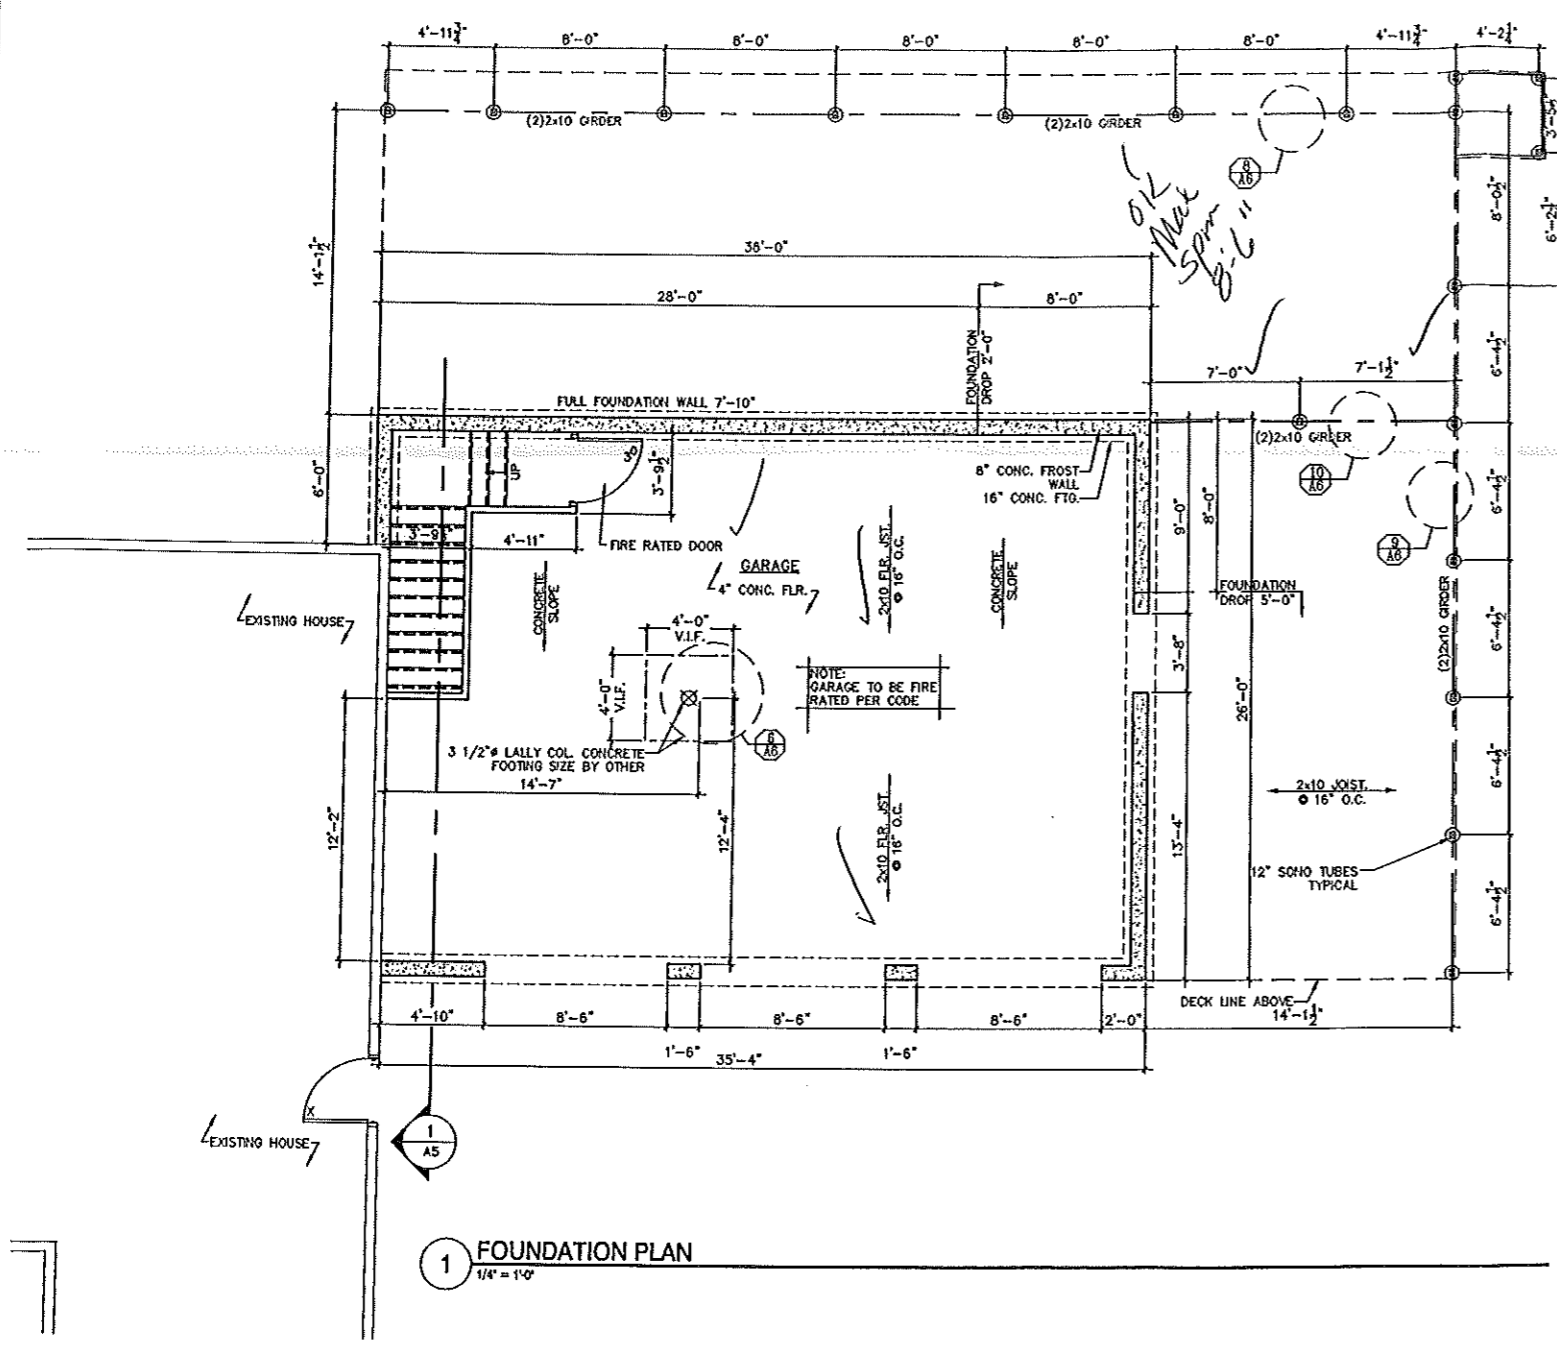 4'-11 3/4"
8'-0"
8'-0"
8'-0"
8'-0"
8'-0"
4'-11 3/4"
4'-2 1/4"
(2)2x10 GIRDER
(2)2x10 GIRDER
8
A6
OK
Max
8'-6"
8'-0 1/2"
6'-2 1/2"
14'-1 1/2"
36'-0"
28'-0"
8'-0"
FOUNDATION
DROP 2'-0"
6'-4 1/2"
7'-0"
7'-1 1/2"
FULL FOUNDATION WALL 7'-10"
(2)2x10 GIRDER
10
A6
UP
3'-9 1/2"
8" CONC. FROST
WALL
16" CONC. FTG.
6'-0"
9'-0"
8'-0"
6'-4 1/2"
9
A6
4'-11"
FIRE RATED DOOR
GARAGE
4" CONC. FLR.
CONCRETE
SLOPE
2x10 FLR. JST.
@ 16" O.C.
CONCRETE
SLOPE
FOUNDATION
DROP 5'-0"
EXISTING HOUSE
4'-0"
V.I.F.
4'-0"
V.I.F.
NOTE:
GARAGE TO BE FIRE
RATED PER CODE
3'-8"
(2)2x10 GIRDER
6'-4 1/2"
26'-0"
6
A6
3 1/2"ø LALLY COL. CONCRETE
FOOTING SIZE BY OTHER
14'-7"
12'-2"
12'-4"
2x10 FLR. JST.
@ 16" O.C.
13'-4"
2x10 JOIST.
@ 16" O.C.
6'-4 1/2"
12" SONO TUBES
TYPICAL
6'-4 1/2"
DECK LINE ABOVE
14'-1 1/2"
4'-10"
8'-6"
8'-6"
8'-6"
2'-0"
1'-6"
35'-4"
1'-6"
X
EXISTING HOUSE
1
A5
1
FOUNDATION PLAN
1/4" = 1'-0"